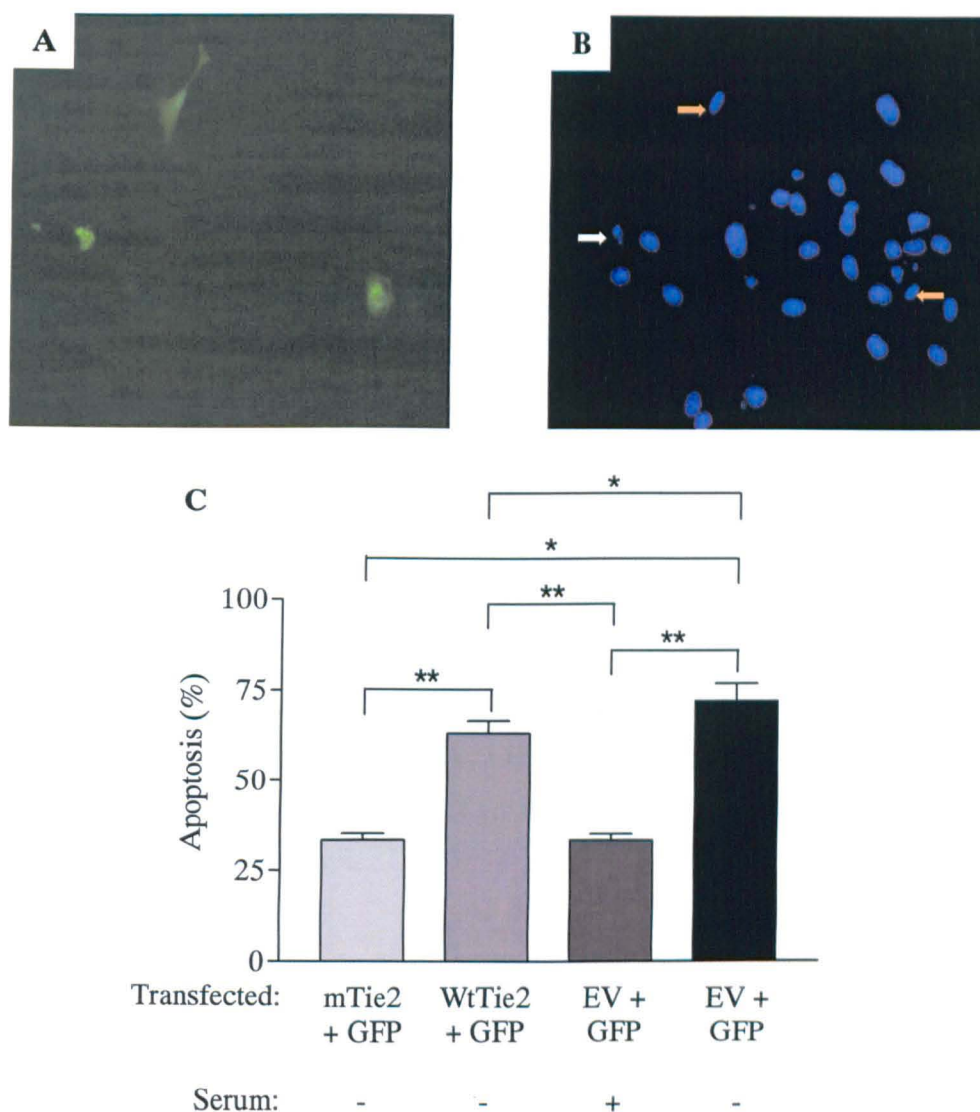 A
B
C
*
*
**
**
**
100
75
50
25
0
Apoptosis (%)
Transfected: mTie2 WtTie2 EV + EV +
+ GFP + GFP GFP GFP
Serum: - - + -